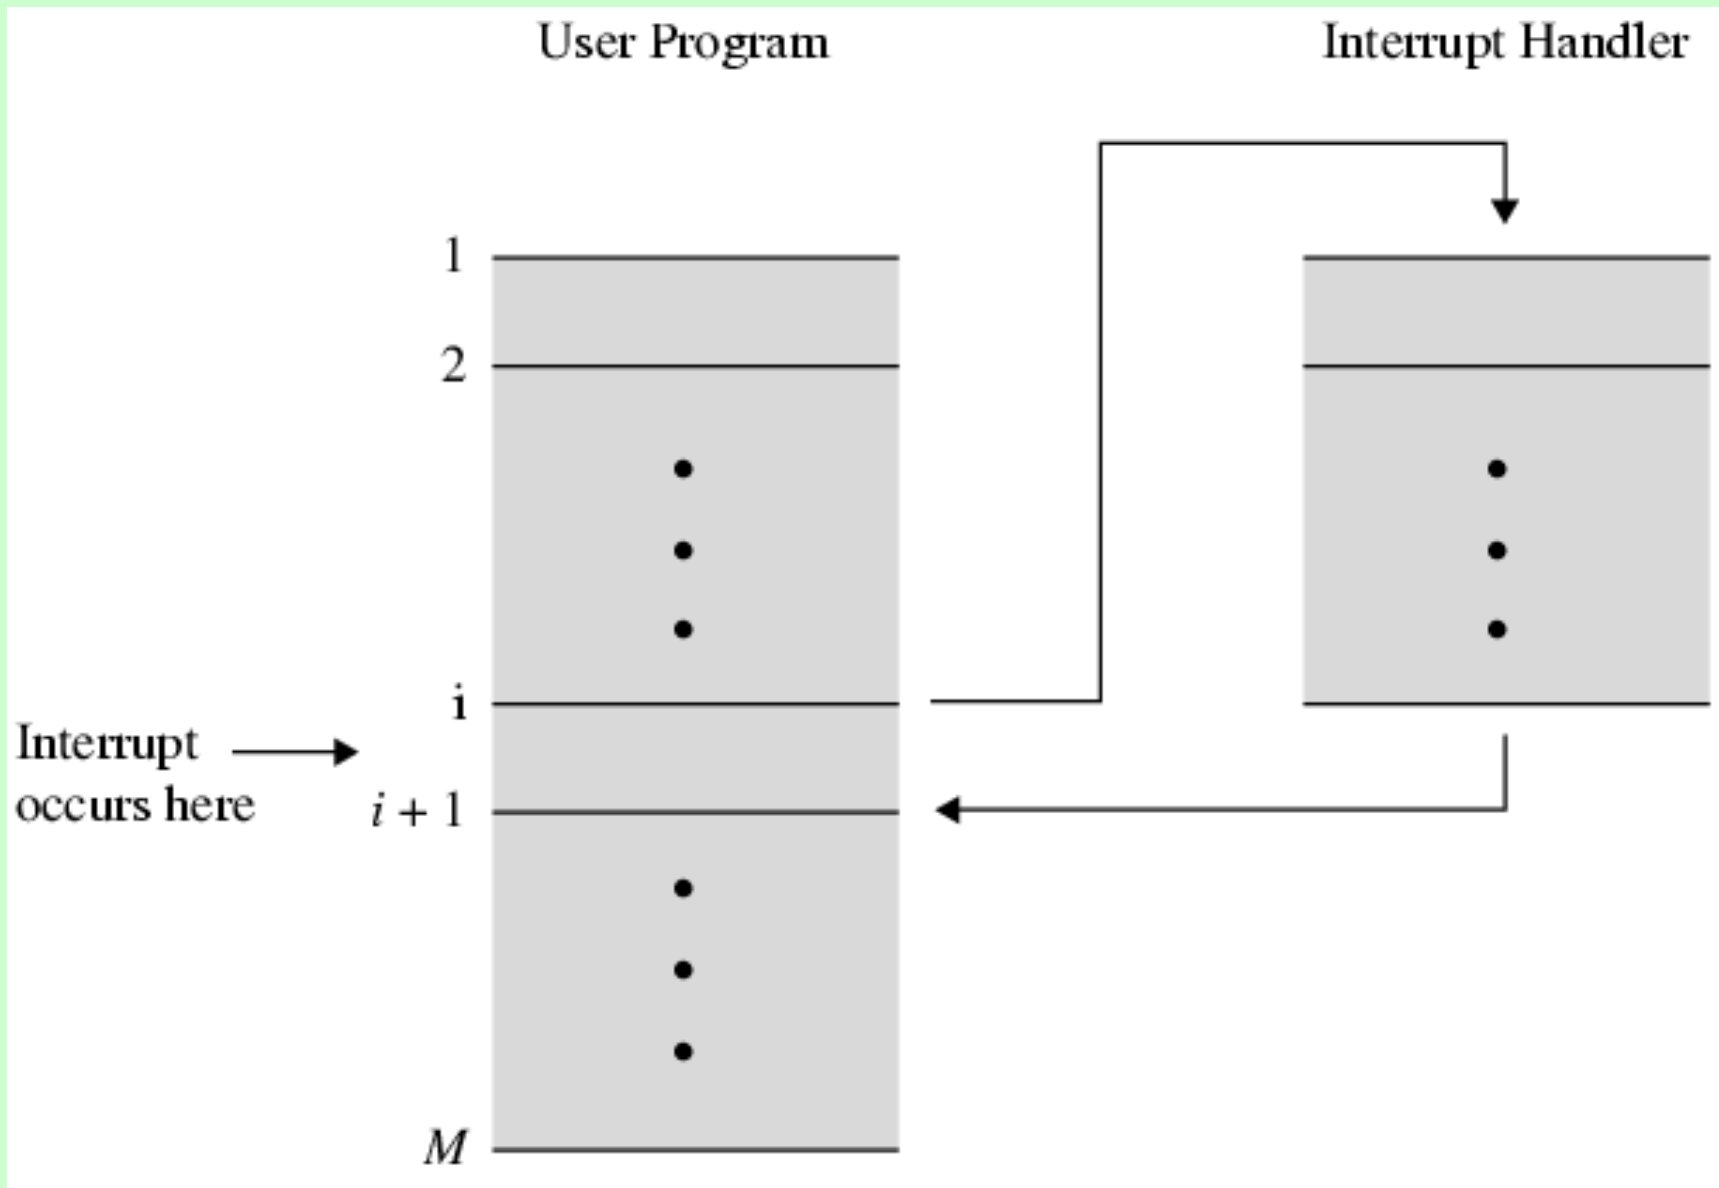 User Program
Interrupt Handler
1
2
i
Interrupt
occurs here
i + 1
M